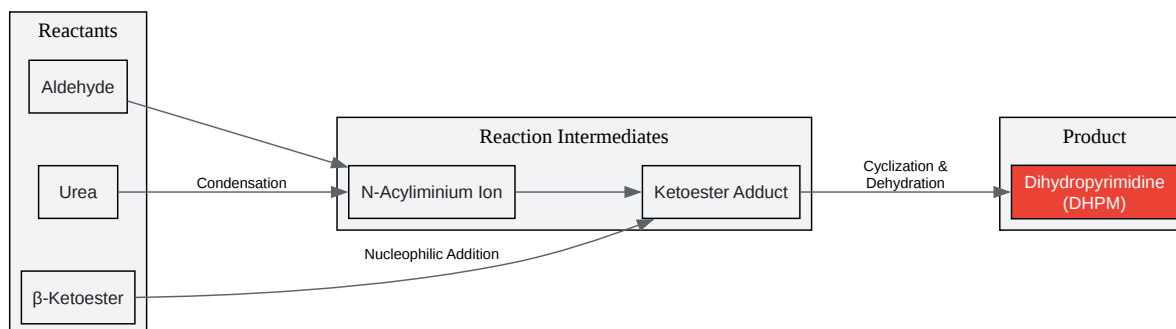 Reactants
Aldehyde
Urea
β-Ketoester
Condensation
Nucleophilic Addition
Reaction Intermediates
N-Acyliminium Ion
Ketoester Adduct
Cyclization &
Dehydration
Product
Dihydropyrimidine
(DHPM)